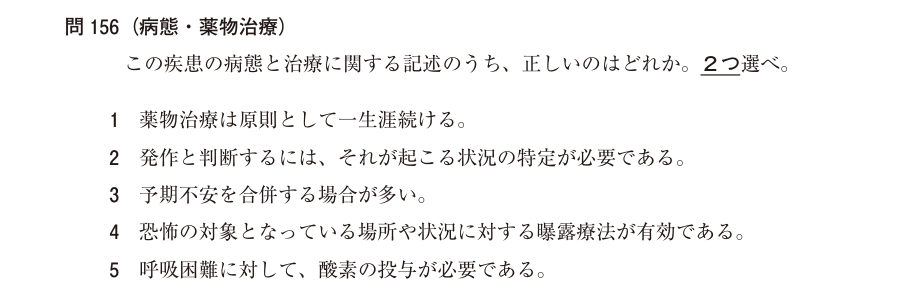 問 156（病態・薬物治療）
この疾患の病態と治療に関する記述のうち、正しいのはどれか。２つ選べ。
1 薬物治療は原則として一生涯続ける。
2 発作と判断するには、それが起こる状況の特定が必要である。
3 予期不安を合併する場合が多い。
4 恐怖の対象となっている場所や状況に対する曝露療法が有効である。
5 呼吸困難に対して、酸素の投与が必要である。